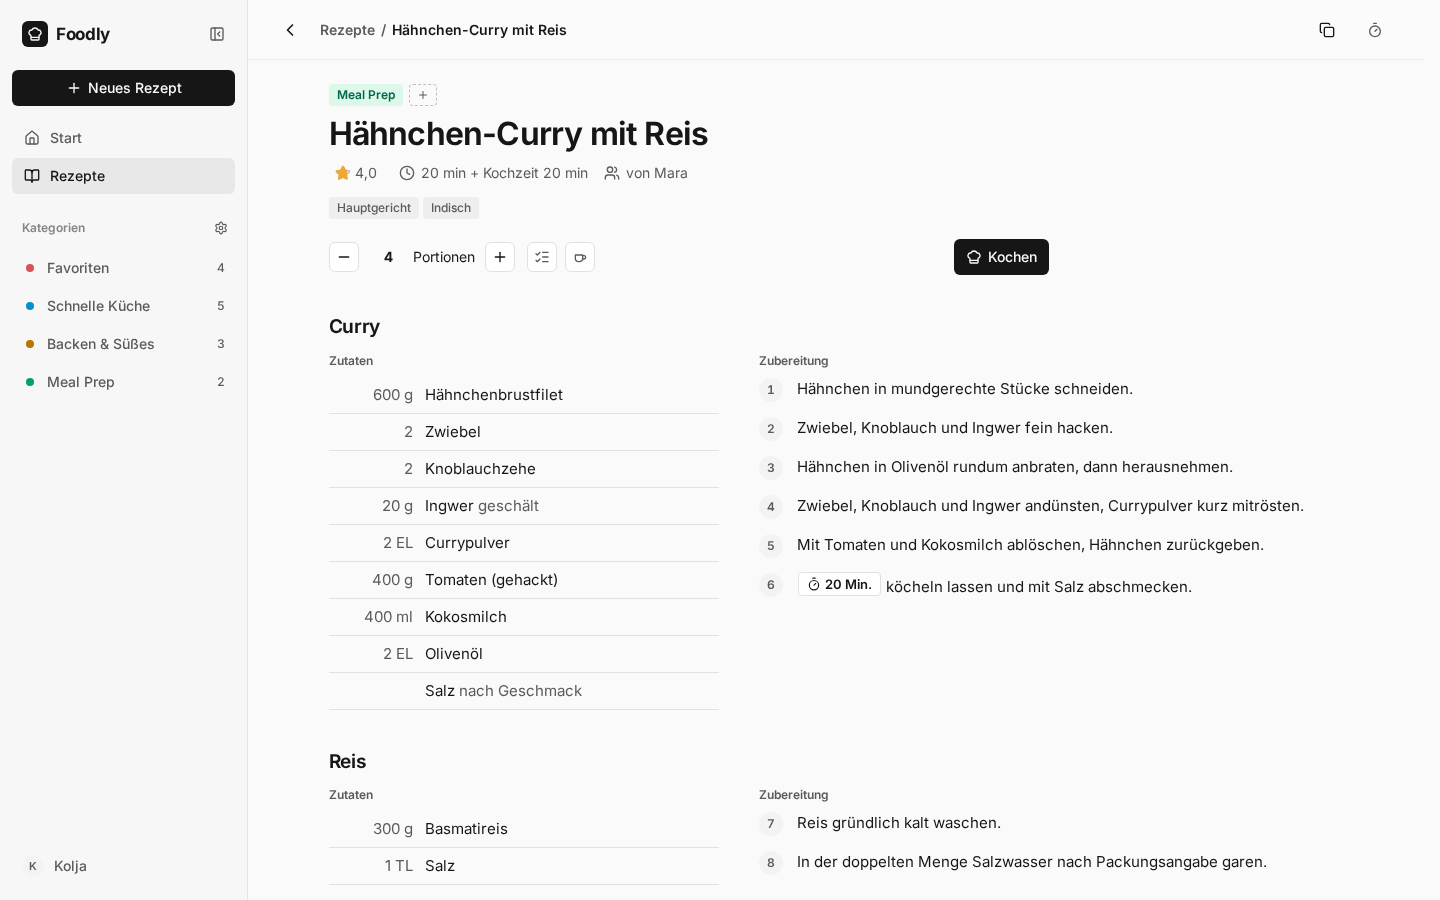 Foodly
Neues Rezept
Start
Rezepte
Kategorien
Favoriten 4
Schnelle Küche 5
Backen & Süßes 3
Meal Prep 2
K Kolja
Rezepte / Hähnchen-Curry mit Reis
Meal Prep +
Hähnchen-Curry mit Reis
4,0 20 min + Kochzeit 20 min von Mara
Hauptgericht Indisch
4 Portionen
Kochen
Curry
Zutaten
600 g Hähnchenbrustfilet
2 Zwiebel
2 Knoblauchzehe
20 g Ingwer geschält
2 EL Currypulver
400 g Tomaten (gehackt)
400 ml Kokosmilch
2 EL Olivenöl
Salz nach Geschmack
Zubereitung
1 Hähnchen in mundgerechte Stücke schneiden.
2 Zwiebel, Knoblauch und Ingwer fein hacken.
3 Hähnchen in Olivenöl rundum anbraten, dann herausnehmen.
4 Zwiebel, Knoblauch und Ingwer andünsten, Currypulver kurz mitrösten.
5 Mit Tomaten und Kokosmilch ablöschen, Hähnchen zurückgeben.
6 20 Min. köcheln lassen und mit Salz abschmecken.
Reis
Zutaten
300 g Basmatireis
1 TL Salz
Zubereitung
7 Reis gründlich kalt waschen.
8 In der doppelten Menge Salzwasser nach Packungsangabe garen.